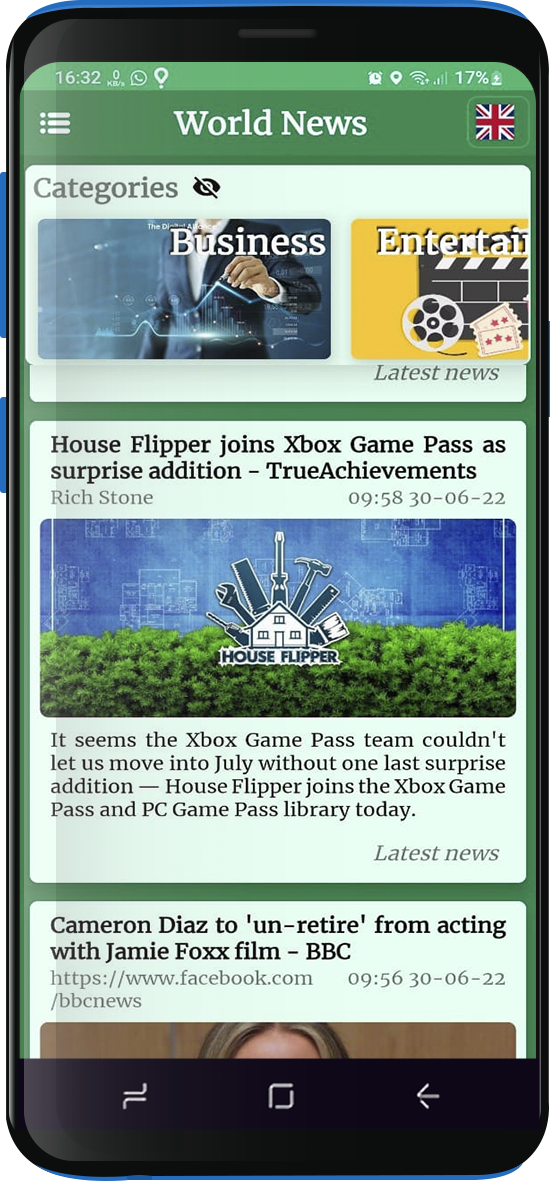 16:32 0 KB/s 17%
World News
Categories
The Digital Alliance
Business Entertai
Latest news
House Flipper joins Xbox Game Pass as
surprise addition - TrueAchievements
Rich Stone 09:58 30-06-22
HOUSE FLIPPER
It seems the Xbox Game Pass team couldn't
let us move into July without one last surprise
addition — House Flipper joins the Xbox Game
Pass and PC Game Pass library today.
Latest news
Cameron Diaz to 'un-retire' from acting
with Jamie Foxx film - BBC
https://www.facebook.com 09:56 30-06-22
/bbcnews